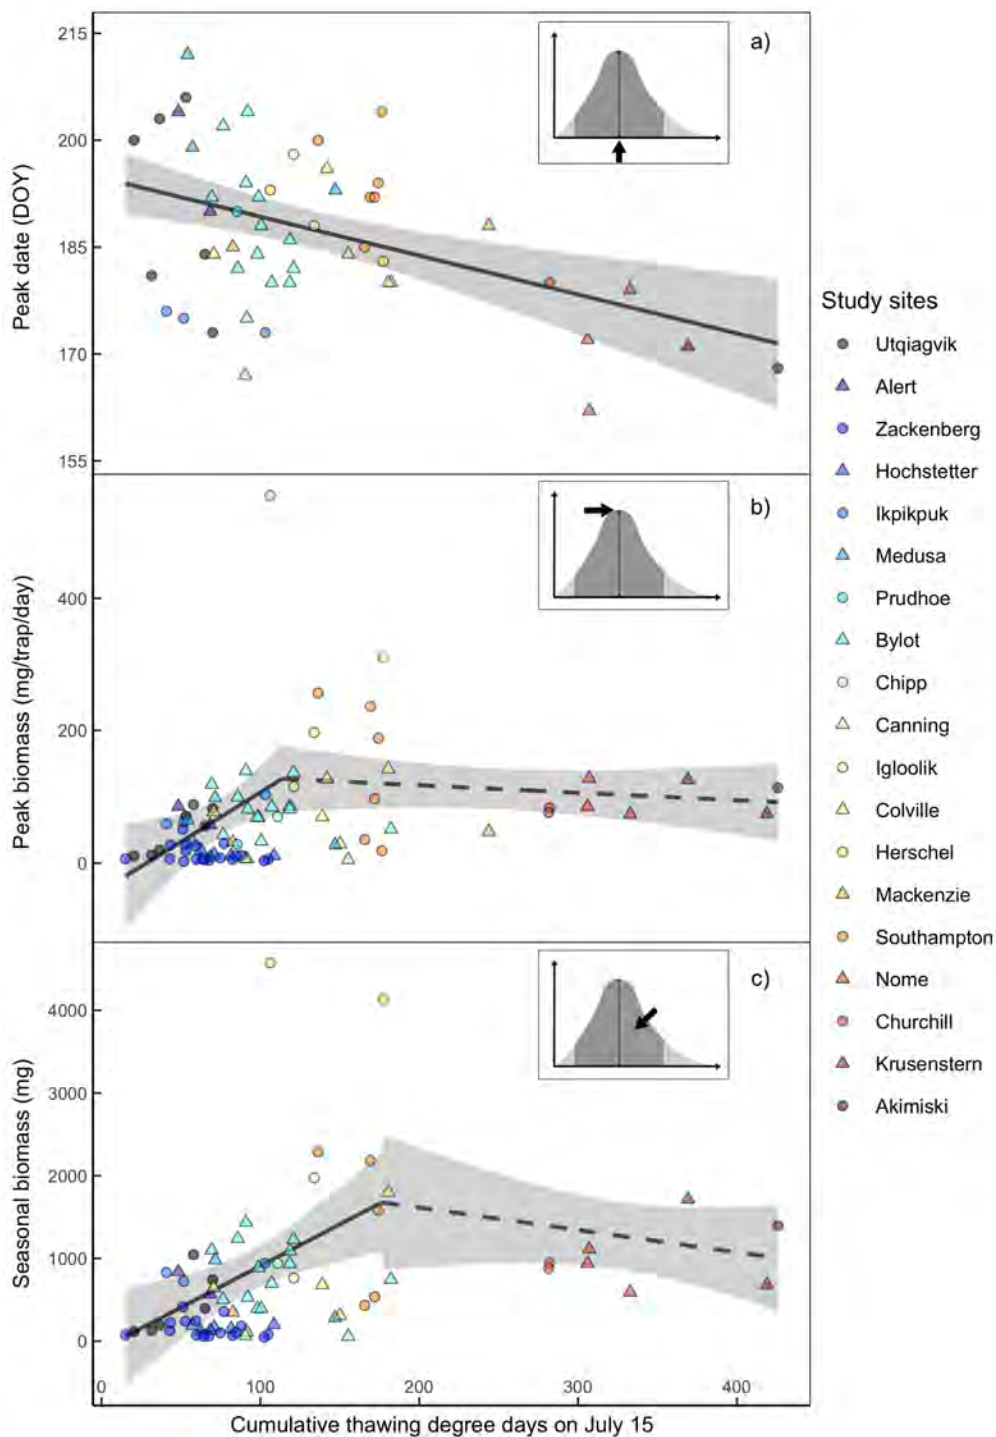 a)
215
200
185
170
155
Peak date (DOY)
b)
400
200
0
Peak biomass (mg/trap/day)
c)
4000
3000
2000
1000
0
Seasonal biomass (mg)
0 100 200 300 400
Cumulative thawing degree days on July 15
Study sites
Utqiagvik
Alert
Zackenberg
Hochstetter
Ikpikpuk
Medusa
Prudhoe
Bylot
Chipp
Canning
Igloolik
Colville
Herschel
Mackenzie
Southampton
Nome
Churchill
Krusenstern
Akimiski